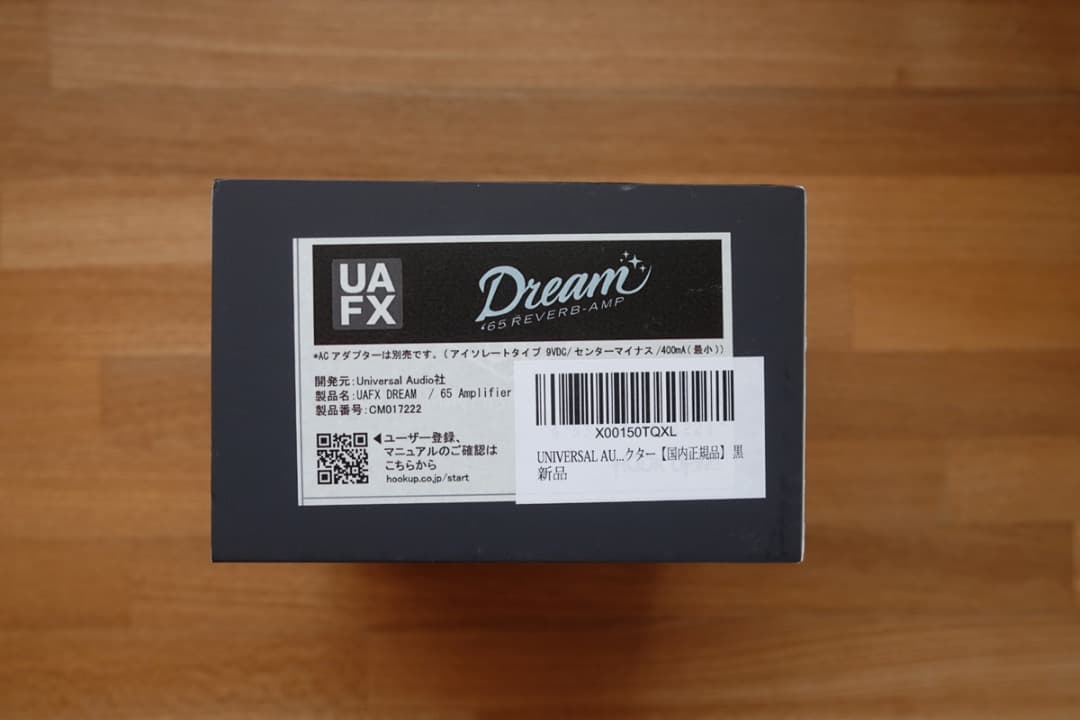 UA
FX
Dream
'65 REVERB-AMP
*ACアダプターは別売です。(アイソレートタイプ 9VDC/センターマイナス/400mA(最小))
開発元:Universal Audio社
製品名:UAFX DREAM / 65 Amplifier
製品番号:CM017222
◀ユーザー登録、
マニュアルのご確認は
こちらから
hookup.co.jp/start
X00150TQXL
UNIVERSAL AU...クター【国内正規品】 黒
新品